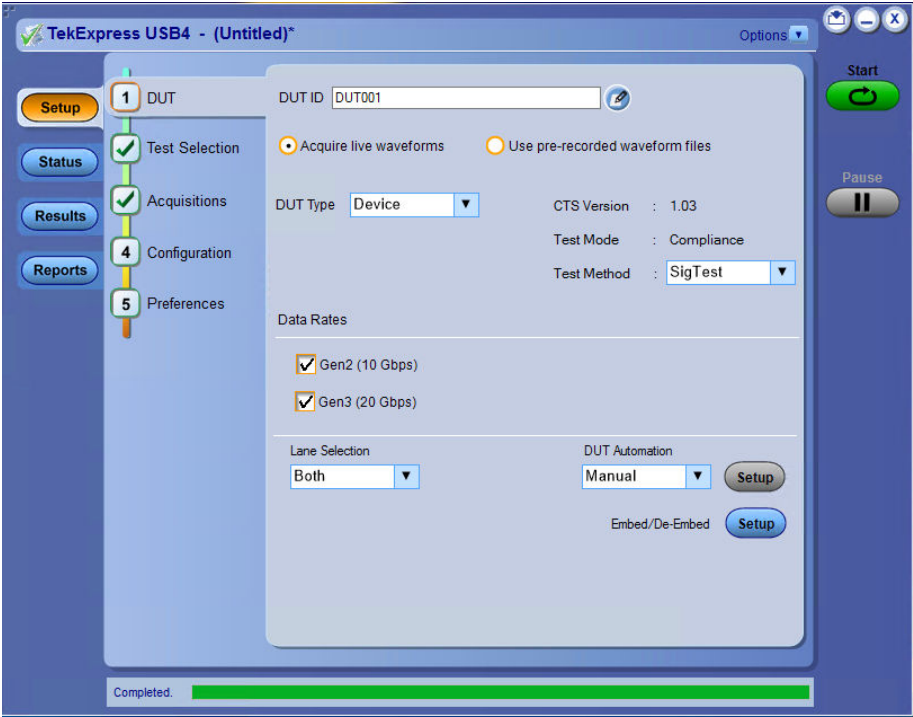 TekExpress USB4 - (Untitled)*
Options
Start
Pause
Setup
Status
Results
Reports
1 DUT
Test Selection
Acquisitions
4 Configuration
5 Preferences
DUT ID DUT001
Acquire live waveforms Use pre-recorded waveform files
DUT Type Device CTS Version : 1.03
Test Mode : Compliance
Test Method : SigTest
Data Rates
Gen2 (10 Gbps)
Gen3 (20 Gbps)
Lane Selection DUT Automation
Both Manual Setup
Embed/De-Embed Setup
Completed.